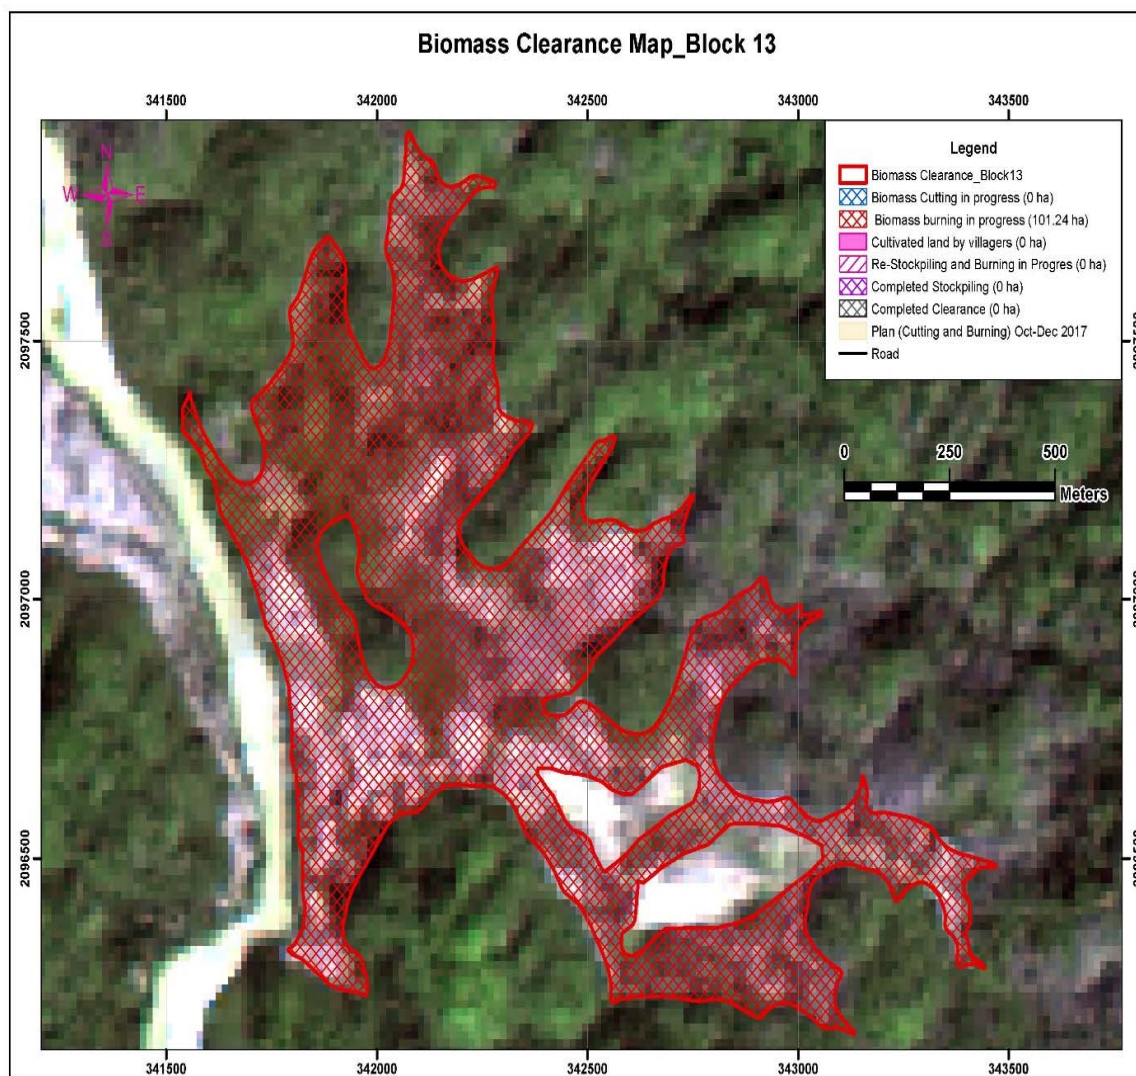 Biomass Clearance Map_Block 13
341500 342000 342500 343000 343500
N
W E
S
Legend
Biomass Clearance_Block13
Biomass Cutting in progress (0 ha)
Biomass burning in progress (101.24 ha)
Cultivated land by villagers (0 ha)
Re-Stockpiling and Burning in Progres (0 ha)
Completed Stockpiling (0 ha)
Completed Clearance (0 ha)
Plan (Cutting and Burning) Oct-Dec 2017
Road
2097500
0 250 500
Meters
2097000
2096500
341500 342000 342500 343000 343500